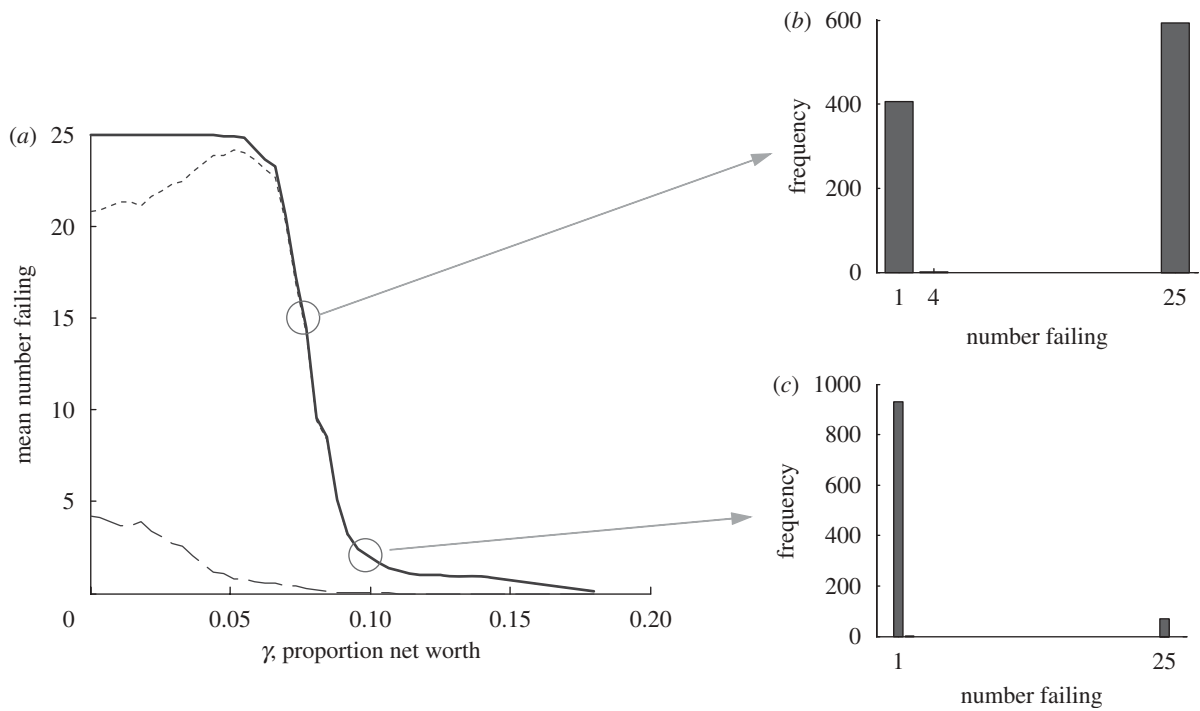 (a)
25
20
15
10
5
0
0.05
0.10
0.15
0.20
mean number failing
γ, proportion net worth
(b)
600
400
200
0
frequency
1
4
25
number failing
(c)
1000
800
600
400
200
0
frequency
1
25
number failing